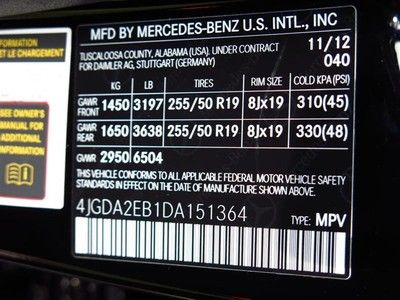 MFD BY MERCEDES-BENZ U.S. INTL., INC
TUSCALOOSA COUNTY, ALABAMA (USA). UNDER CONTRACT
FOR DAIMLER AG, STUTTGART (GERMANY)
11/12
040
KG LB TIRES RIM SIZE COLD KPA (PSI)
GAWR FRONT 1450 3197 255/50 R19 8Jx19 310(45)
GAWR REAR 1650 3638 255/50 R19 8Jx19 330(48)
GVWR 2950 6504
THIS VEHICLE CONFORMS TO ALL APPLICABLE FEDERAL MOTOR VEHICLE SAFETY
STANDARDS IN EFFECT ON THE DATE OF MANUFACTURE SHOWN ABOVE.
4JGDA2EB1DA151364 TYPE: MPV
FORMATION
ET LE CHARGEMENT
SEE OWNER'S
MANUAL FOR
ADDITIONAL
INFORMATION